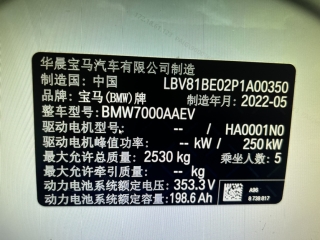 华晨宝马汽车有限公司制造
制造国：中国 LBV81BE02P1A00350
品牌：宝马(BMW)牌 制造年月：2022-05
整车型号：BMW7000AAEV
驱动电机型号： -- / HA0001N0
驱动电机峰值功率： -- kW / 250 kW
最大允许总质量： 2530 kg 乘坐人数：5
最大允许总质量： -- kg
动力电池系统额定电压：353.3 V A96
动力电池系统额定容量：198.6 Ah 8 739 817